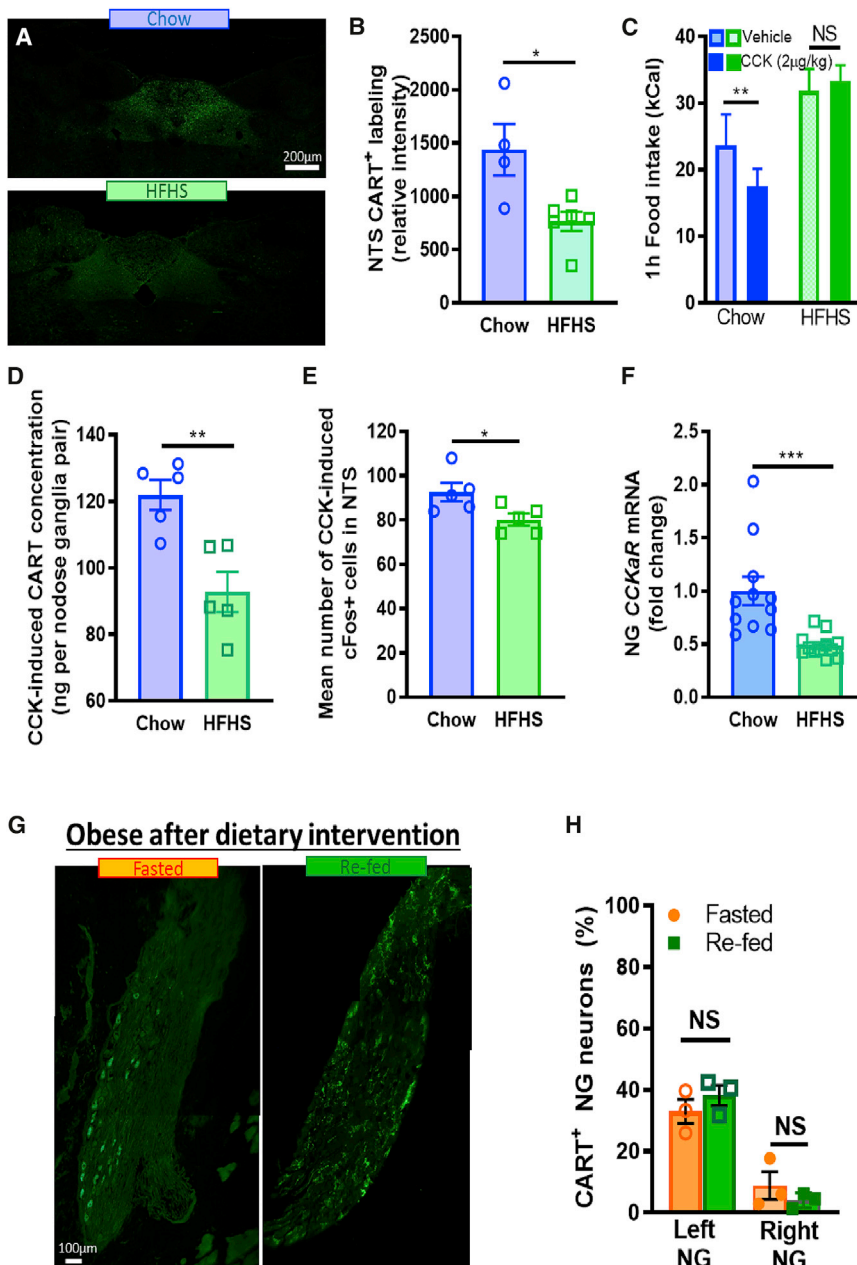 A
Chow
200µm
HFHS
B
NTS CART+ labeling
(relative intensity)
2500
2000
1500
1000
500
0
*
Chow
HFHS
C
1h Food intake (kCal)
40
30
20
10
0
Vehicle
CCK (2µg/kg)
NS
**
Chow
HFHS
D
CCK-induced CART concentration
(ng per nodose ganglia pair)
140
120
100
80
60
**
Chow
HFHS
E
Mean number of CCK-induced
cFos+ cells in NTS
120
100
80
60
40
20
0
*
Chow
HFHS
F
NG CCKaR mRNA
(fold change)
2.5
2.0
1.5
1.0
0.5
0.0
***
Chow
HFHS
G
Obese after dietary intervention
Fasted
Re-fed
100µm
H
CART+ NG neurons (%)
100
80
60
40
20
0
Fasted
Re-fed
NS
NS
Left
NG
Right
NG